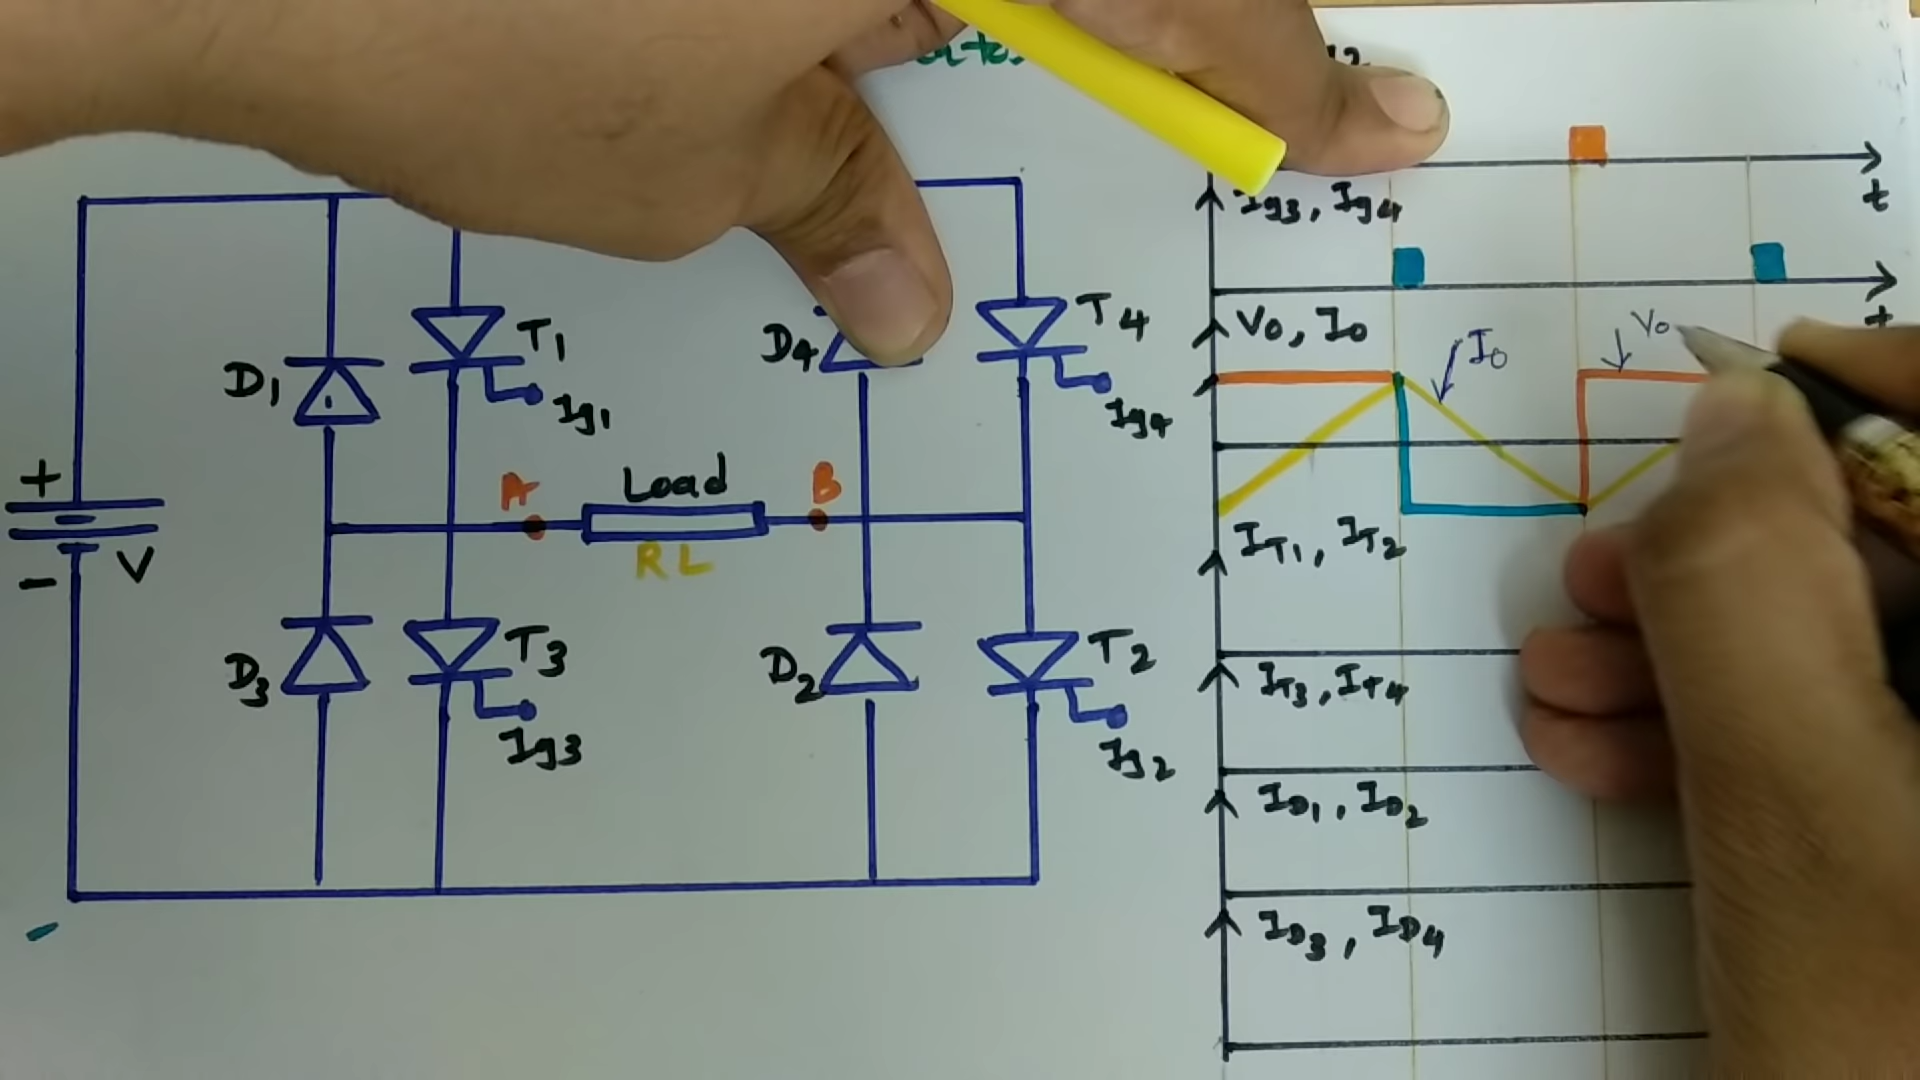 D1
T1
Ig1
D4
T4
Ig4
+
V
-
A
Load
B
RL
D3
T3
Ig3
D2
T2
Ig2
Ig3, Ig4
t
Vo, Io
Io
Vo
IT1, IT2
IT3, IT4
ID1, ID2
ID3, ID4